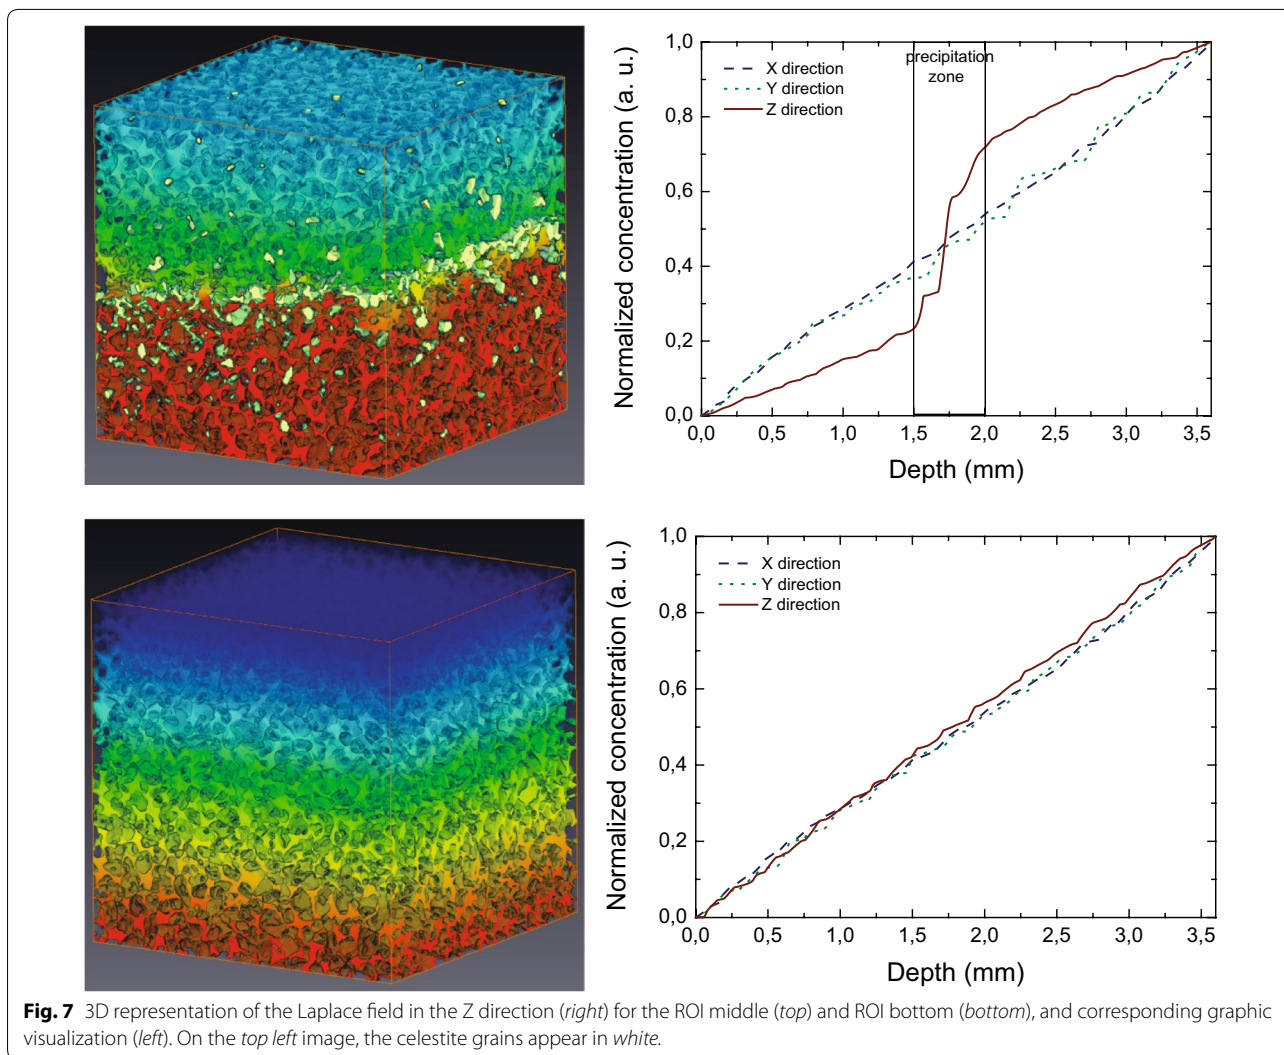 1,0
0,8
0,6
0,4
0,2
0,0
Normalized concentration (a. u.)
X direction
Y direction
Z direction
precipitation
zone
0,0 0,5 1,0 1,5 2,0 2,5 3,0 3,5
Depth (mm)
1,0
0,8
0,6
0,4
0,2
0,0
Normalized concentration (a. u.)
X direction
Y direction
Z direction
0,0 0,5 1,0 1,5 2,0 2,5 3,0 3,5
Depth (mm)
Fig. 7 3D representation of the Laplace field in the Z direction (right) for the ROI middle (top) and ROI bottom (bottom), and corresponding graphic
visualization (left). On the top left image, the celestite grains appear in white.